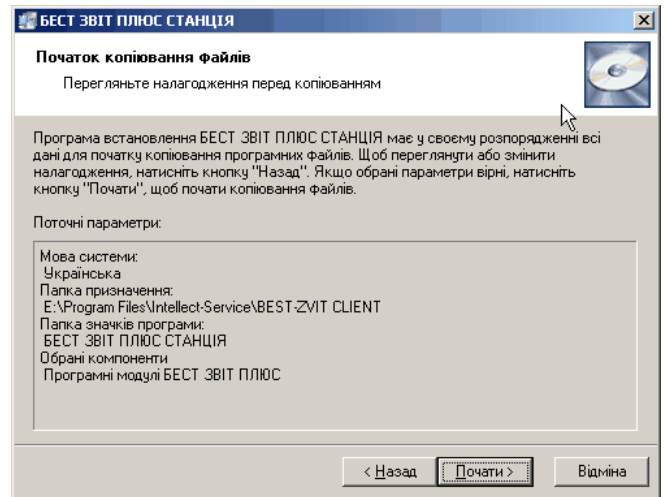 БЕСТ ЗВІТ ПЛЮС СТАНЦІЯ
Початок копіювання файлів
Перегляньте налагодження перед копіюванням
Програма встановлення БЕСТ ЗВІТ ПЛЮС СТАНЦІЯ має у своєму розпорядженні всі
дані для початку копіювання програмних файлів. Щоб переглянути або змінити
налагодження, натисніть кнопку "Назад". Якщо обрані параметри вірні, натисніть
кнопку "Почати", щоб почати копіювання файлів.
Поточні параметри:
Мова системи:
Українська
Папка призначення:
E:\Program Files\Intellect-Service\BEST-ZVIT CLIENT
Папка значків програми:
БЕСТ ЗВІТ ПЛЮС СТАНЦІЯ
Обрані компоненти
Програмні модулі БЕСТ ЗВІТ ПЛЮС
< Назад Почати > Відміна